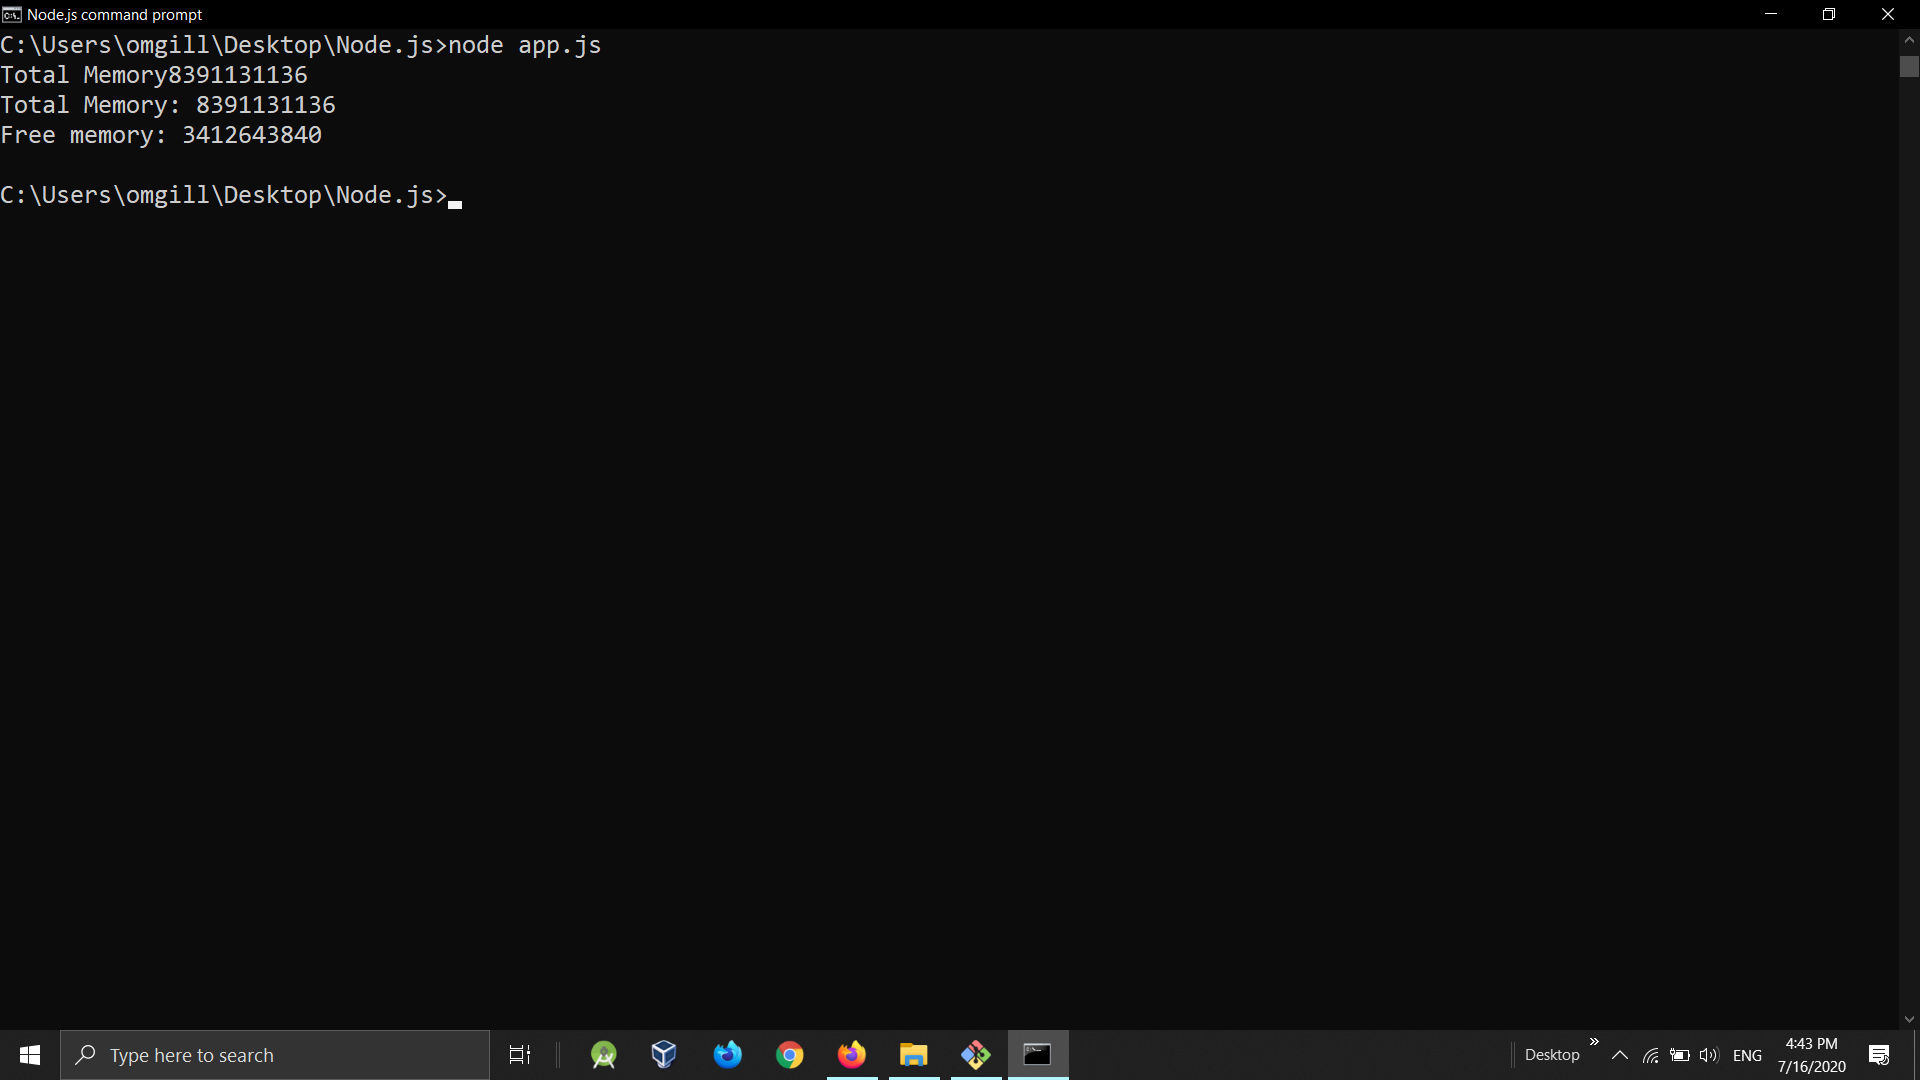 Node.js command prompt
C:\Users\omgill\Desktop\Node.js>node app.js
Total Memory8391131136
Total Memory: 8391131136
Free memory: 3412643840
C:\Users\omgill\Desktop\Node.js>
Type here to search
Desktop
ENG
4:43 PM
7/16/2020